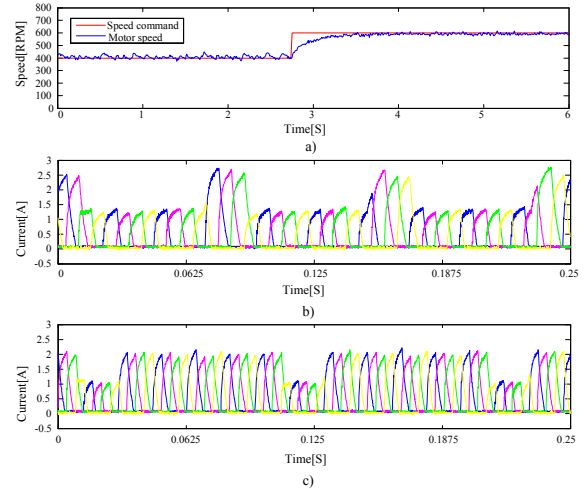 Speed[RPM]
800
700
600
500
400
300
200
100
0
Speed command
Motor speed
0 1 2 3 4 5 6
Time[S]
a)
Current[A]
3
2.5
2
1.5
1
0.5
0
-0.5
0 0.0625 0.125 0.1875 0.25
Time[S]
b)
Current[A]
3
2.5
2
1.5
1
0.5
0
-0.5
0 0.0625 0.125 0.1875 0.25
Time[S]
c)